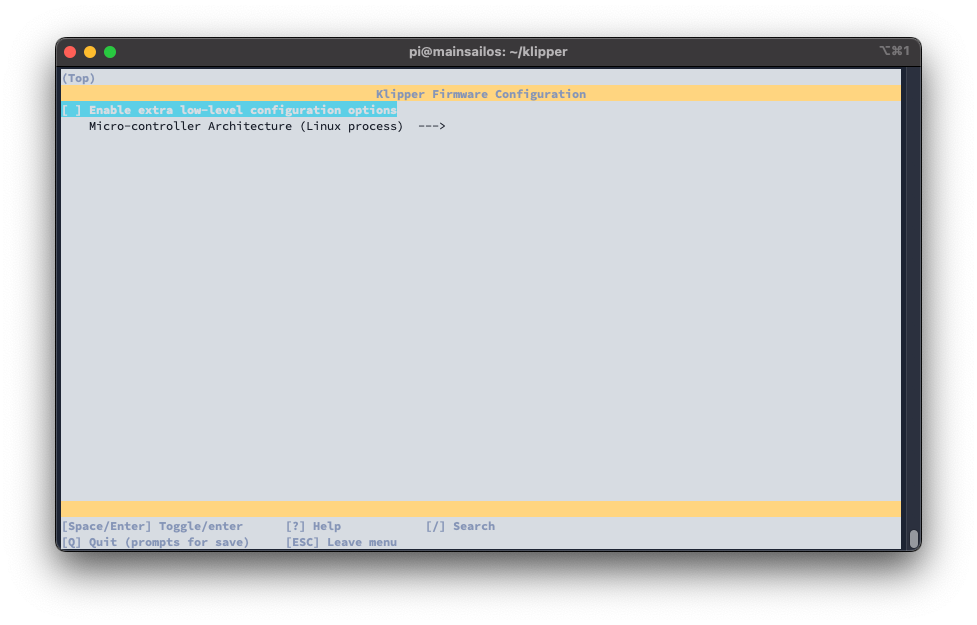 pi@mainsailos: ~/klipper
⌥⌘1
(Top)
Klipper Firmware Configuration
[ ] Enable extra low-level configuration options
Micro-controller Architecture (Linux process)  --->
[Space/Enter] Toggle/enter [?] Help [/] Search
[Q] Quit (prompts for save) [ESC] Leave menu